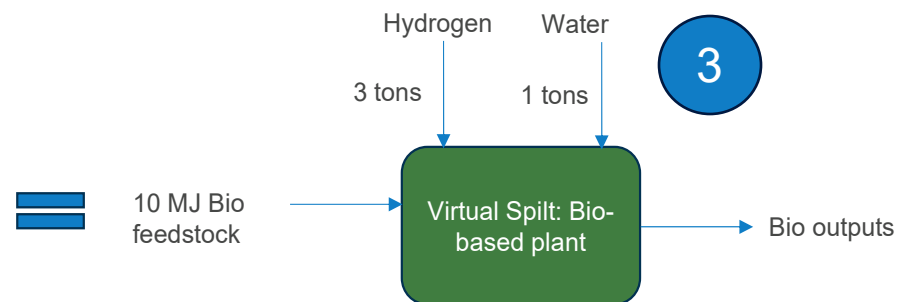 Hydrogen
Water
3
3 tons
1 tons
10 MJ Bio
feedstock
Virtual Spilt: Bio-
based plant
Bio outputs